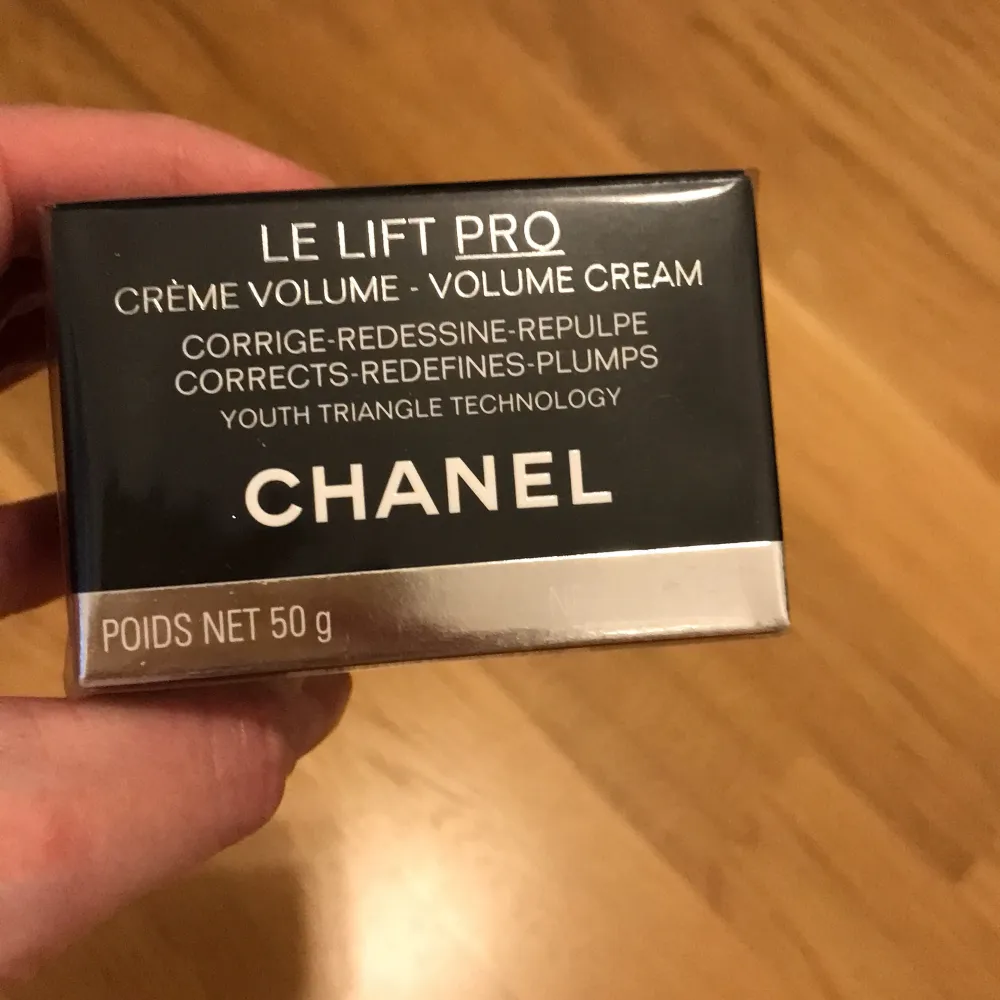 LE LIFT PRO
CRÈME VOLUME - VOLUME CREAM
CORRIGE-REDESSINE-REPULPE
CORRECTS-REDEFINES-PLUMPS
YOUTH TRIANGLE TECHNOLOGY
CHANEL
POIDS NET 50 g